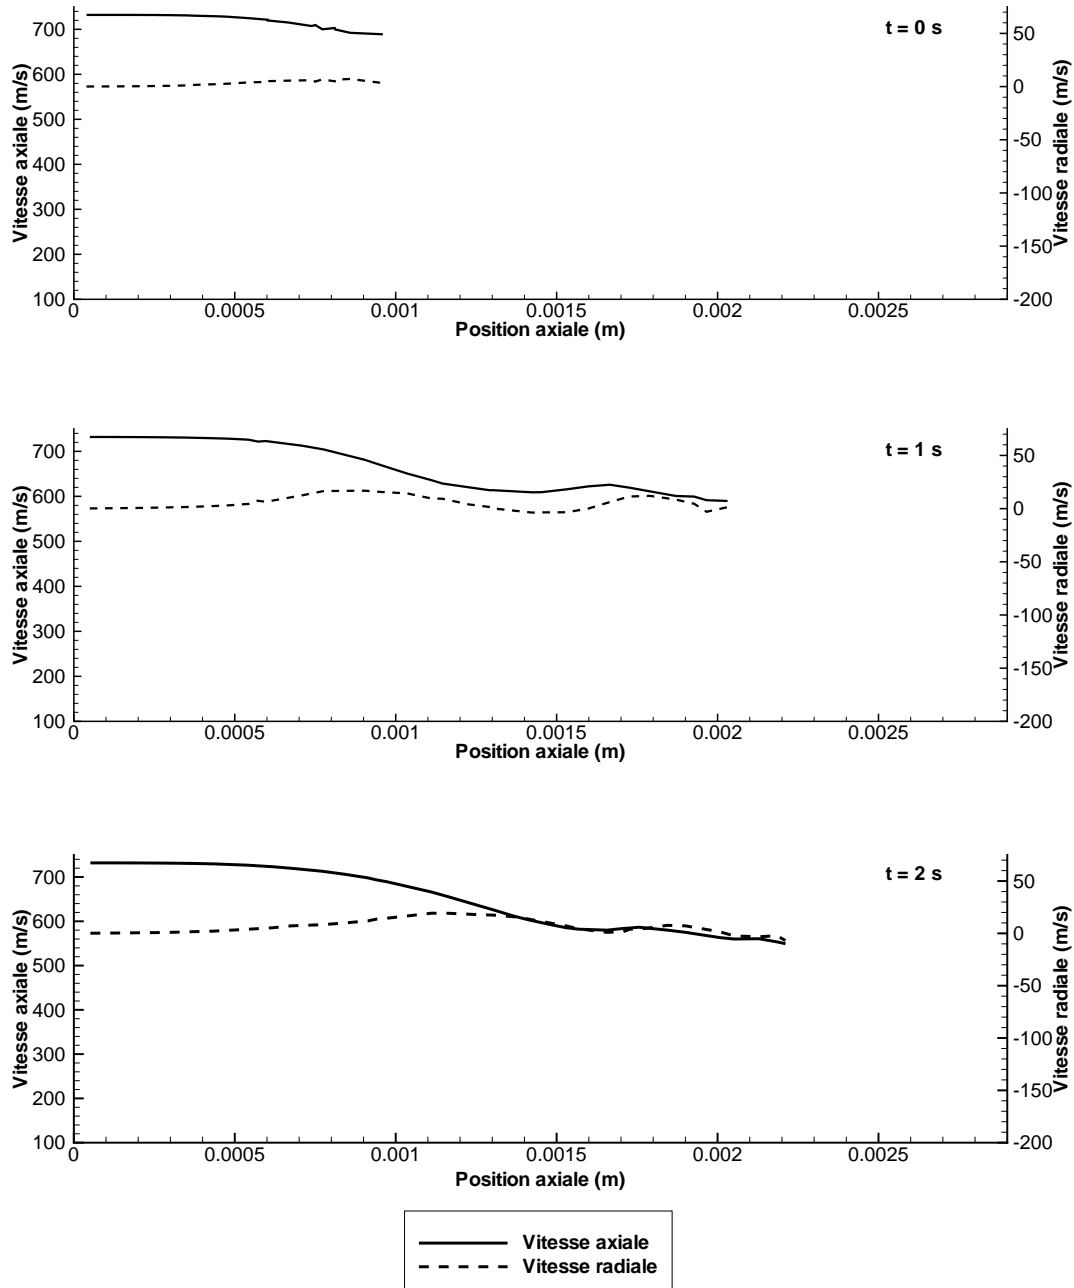 t = 0 s
Vitesse axiale (m/s)
700
600
500
400
300
200
100
50
0
-50
-100
-150
-200
Vitesse radiale (m/s)
0 0.0005 0.001 0.0015 0.002 0.0025
Position axiale (m)
t = 1 s
Vitesse axiale (m/s)
700
600
500
400
300
200
100
50
0
-50
-100
-150
-200
Vitesse radiale (m/s)
0 0.0005 0.001 0.0015 0.002 0.0025
Position axiale (m)
t = 2 s
Vitesse axiale (m/s)
700
600
500
400
300
200
100
50
0
-50
-100
-150
-200
Vitesse radiale (m/s)
0 0.0005 0.001 0.0015 0.002 0.0025
Position axiale (m)
Vitesse axiale
Vitesse radiale